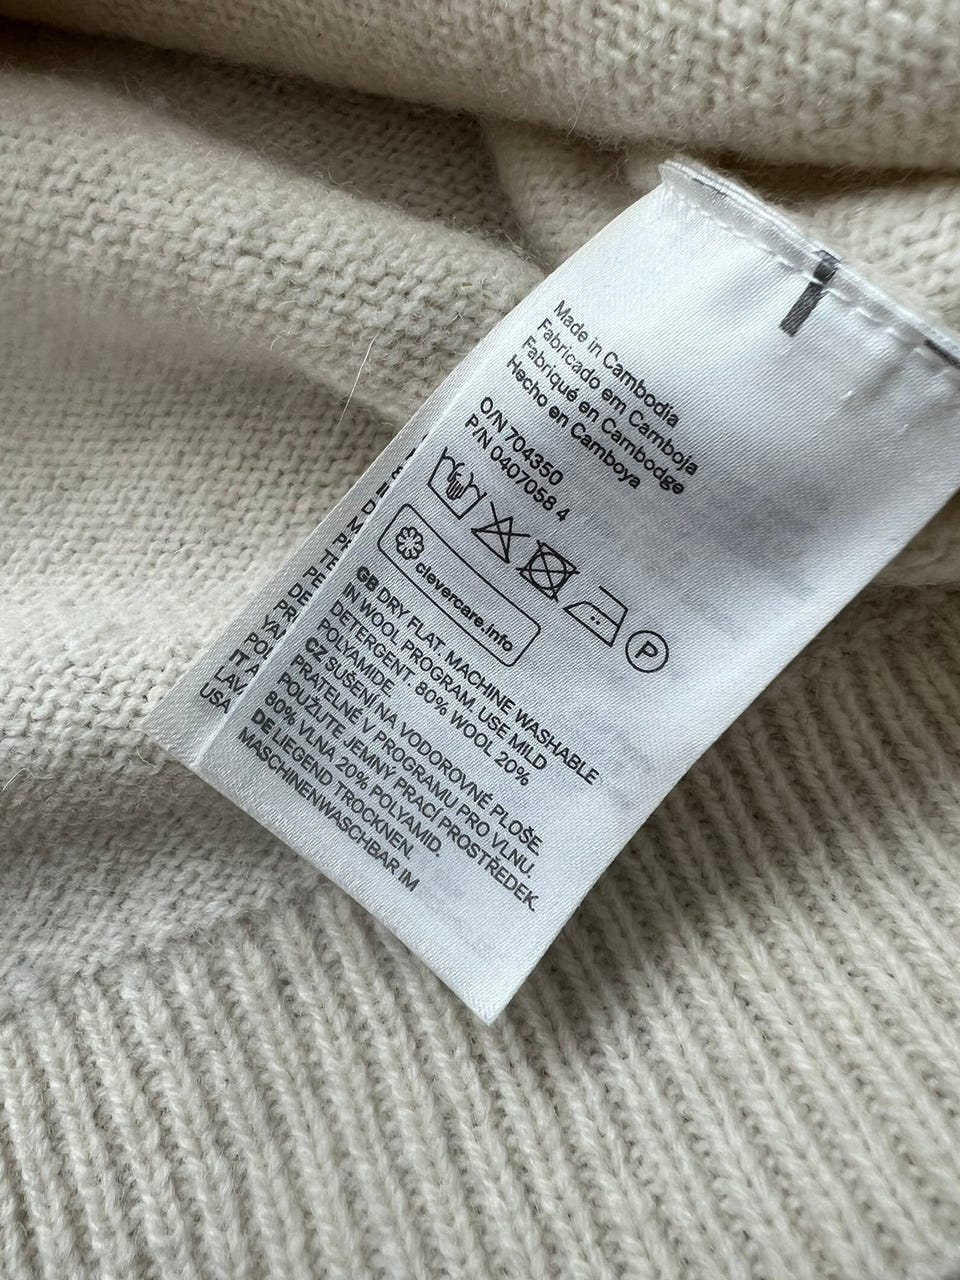 Made in Cambodia
Fabricado em Camboja
Fabriqué en Cambodge
Hecho en Camboya
O/N 704350
P/N 0407058 4
P
clevercare.info
GB DRY FLAT. MACHINE WASHABLE
IN WOOL PROGRAM. USE MILD
DETERGENT. 80% WOOL 20%
POLYAMIDE.
CZ SUŠENÍ NA VODOROVNÉ PLOŠE.
PRATELNÉ V PROGRAMU PRO VLNU.
POUŽIJTE JEMNÝ PRACÍ PROSTŘEDEK.
80% VLNA 20% POLYAMID.
DE LIEGEND TROCKNEN.
MASCHINENWASCHBAR IM
USA